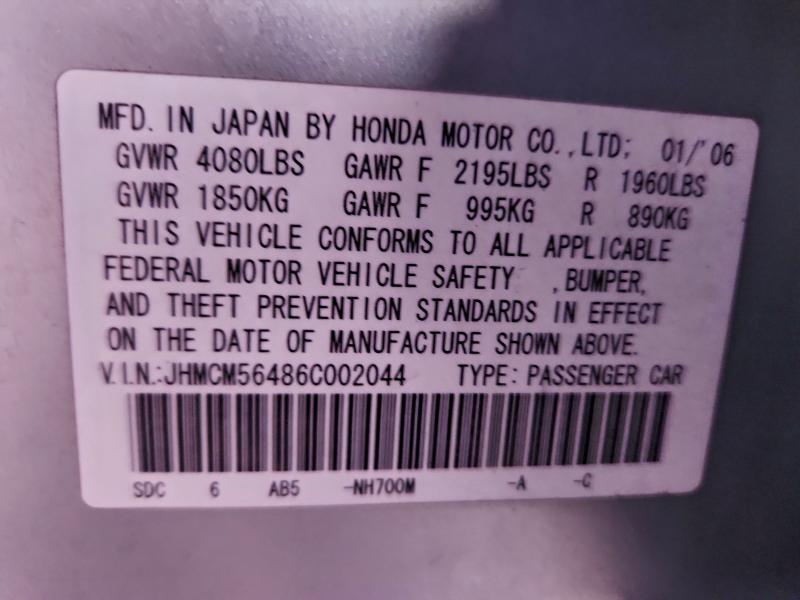 MFD. IN JAPAN BY HONDA MOTOR CO.,LTD; 01/'06
GVWR 4080LBS GAWR F 2195LBS R 1960LBS
GVWR 1850KG GAWR F 995KG R 890KG
THIS VEHICLE CONFORMS TO ALL APPLICABLE
FEDERAL MOTOR VEHICLE SAFETY ,BUMPER,
AND THEFT PREVENTION STANDARDS IN EFFECT
ON THE DATE OF MANUFACTURE SHOWN ABOVE.
V.I.N.:JHMCM56486C002044 TYPE: PASSENGER CAR
SDC 6 AB5 -NH700M -A -C